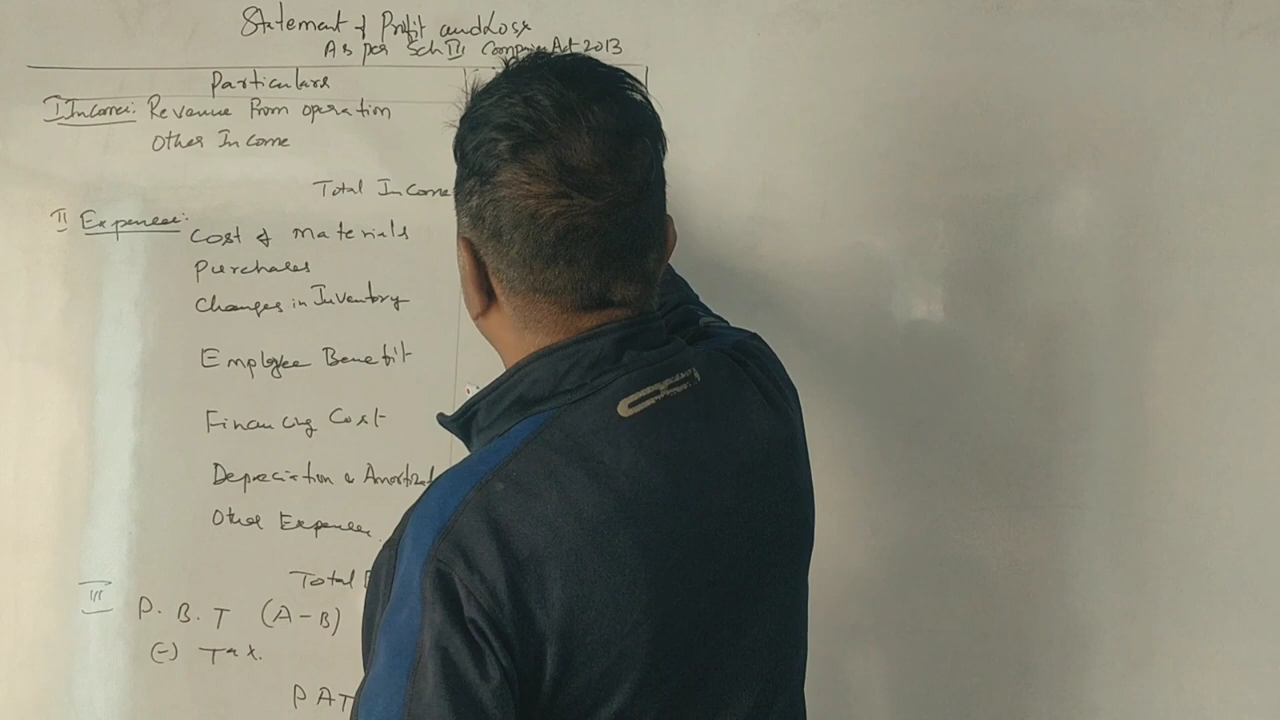 Statement of Profit and Loss
As per Sch III Companies Act 2013
Particulars
I Income: Revenue From operation
Other Income
Total Income
II Expenses:
Cost of Materials
Purchases
Changes in Inventory
Employee Benefit
Financing Cost
Depreciation & Amortizat
Other Expenses
Total
III
P.B.T (A-B)
(-) Tax.
PAT